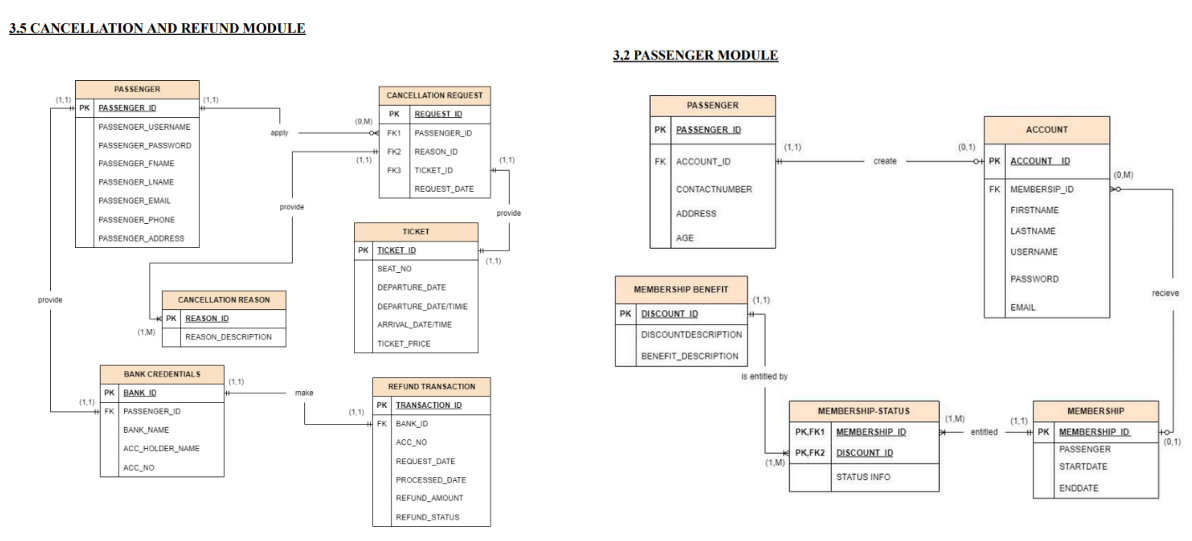 3.5 CANCELLATION AND REFUND MODULE
PASSENGER
(1,1)
PK PASSENGER_ID
(1,1)
PASSENGER_USERNAME
PASSENGER_PASSWORD
PASSENGER_FNAME
PASSENGER_LNAME
PASSENGER_EMAIL
PASSENGER_PHONE
PASSENGER_ADDRESS
apply
CANCELLATION REQUEST
PK REQUEST_ID
(0,M)
FK1 PASSENGER_ID
FK2 REASON_ID
(1,1)
FK3 TICKET_ID
(1,1)
REQUEST_DATE
provide
provide
TICKET
PK TICKET_ID
(1,1)
SEAT_NO
DEPARTURE_DATE
DEPARTURE_DATE/TIMIE
ARRIVAL_DATE/TIME
TICKET_PRICE
provide
CANCELLATION REASON
PK REASON_ID
(1,M)
REASON_DESCRIPTION
BANK CREDENTIALS
(1,1)
PK BANK_ID
(1,1)
FK PASSENGER_ID
BANK_NAME
ACC_HOLDER_NAME
ACC_NO
make
REFUND TRANSACTION
PK TRANSACTION_ID
(1,1)
FK BANK_ID
ACC_NO
REQUEST_DATE
PROCESSED_DATE
REFUND_AMOUNT
REFUND_STATUS
3,2 PASSENGER MODULE
PASSENGER
PK PASSENGER_ID
(1,1)
FK ACCOUNT_ID
CONTACTNUMBER
ADDRESS
AGE
create
ACCOUNT
(0,1)
PK ACCOUNT _ID
(0,M)
FK MEMBERSIP_ID
FIRSTNAME
LASTNAME
USERNAME
PASSWORD
EMAIL
recieve
MEMBERSHIP BENEFIT
(1,1)
PK DISCOUNT_ID
DISCOUNTDESCRIPTION
BENEFIT_DESCRIPTION
is entitled by
MEMBERSHIP-STATUS
(1,M)
PK,FK1 MEMBERSHIP_ID
PK,FK2 DISCOUNT_ID
(1,M)
STATUS INFO
entitled
MEMBERSHIP
(1,1)
PK MEMBERSHIP_ID
(0,1)
PASSENGER
STARTDATE
ENDDATE